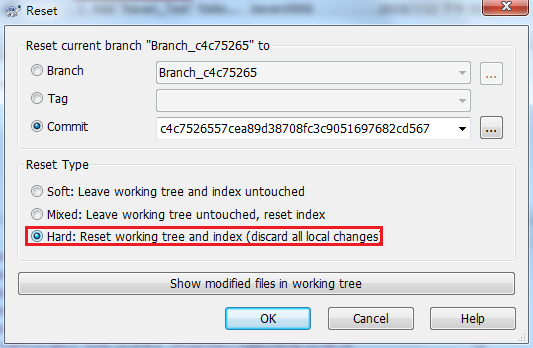 Reset
Reset current branch "Branch_c4c75265" to
Branch
Branch_c4c75265
...
Tag
Commit
c4c7526557cea89d38708fc3c9051697682cd567
...
Reset Type
Soft: Leave working tree and index untouched
Mixed: Leave working tree untouched, reset index
Hard: Reset working tree and index (discard all local changes
Show modified files in working tree
OK
Cancel
Help